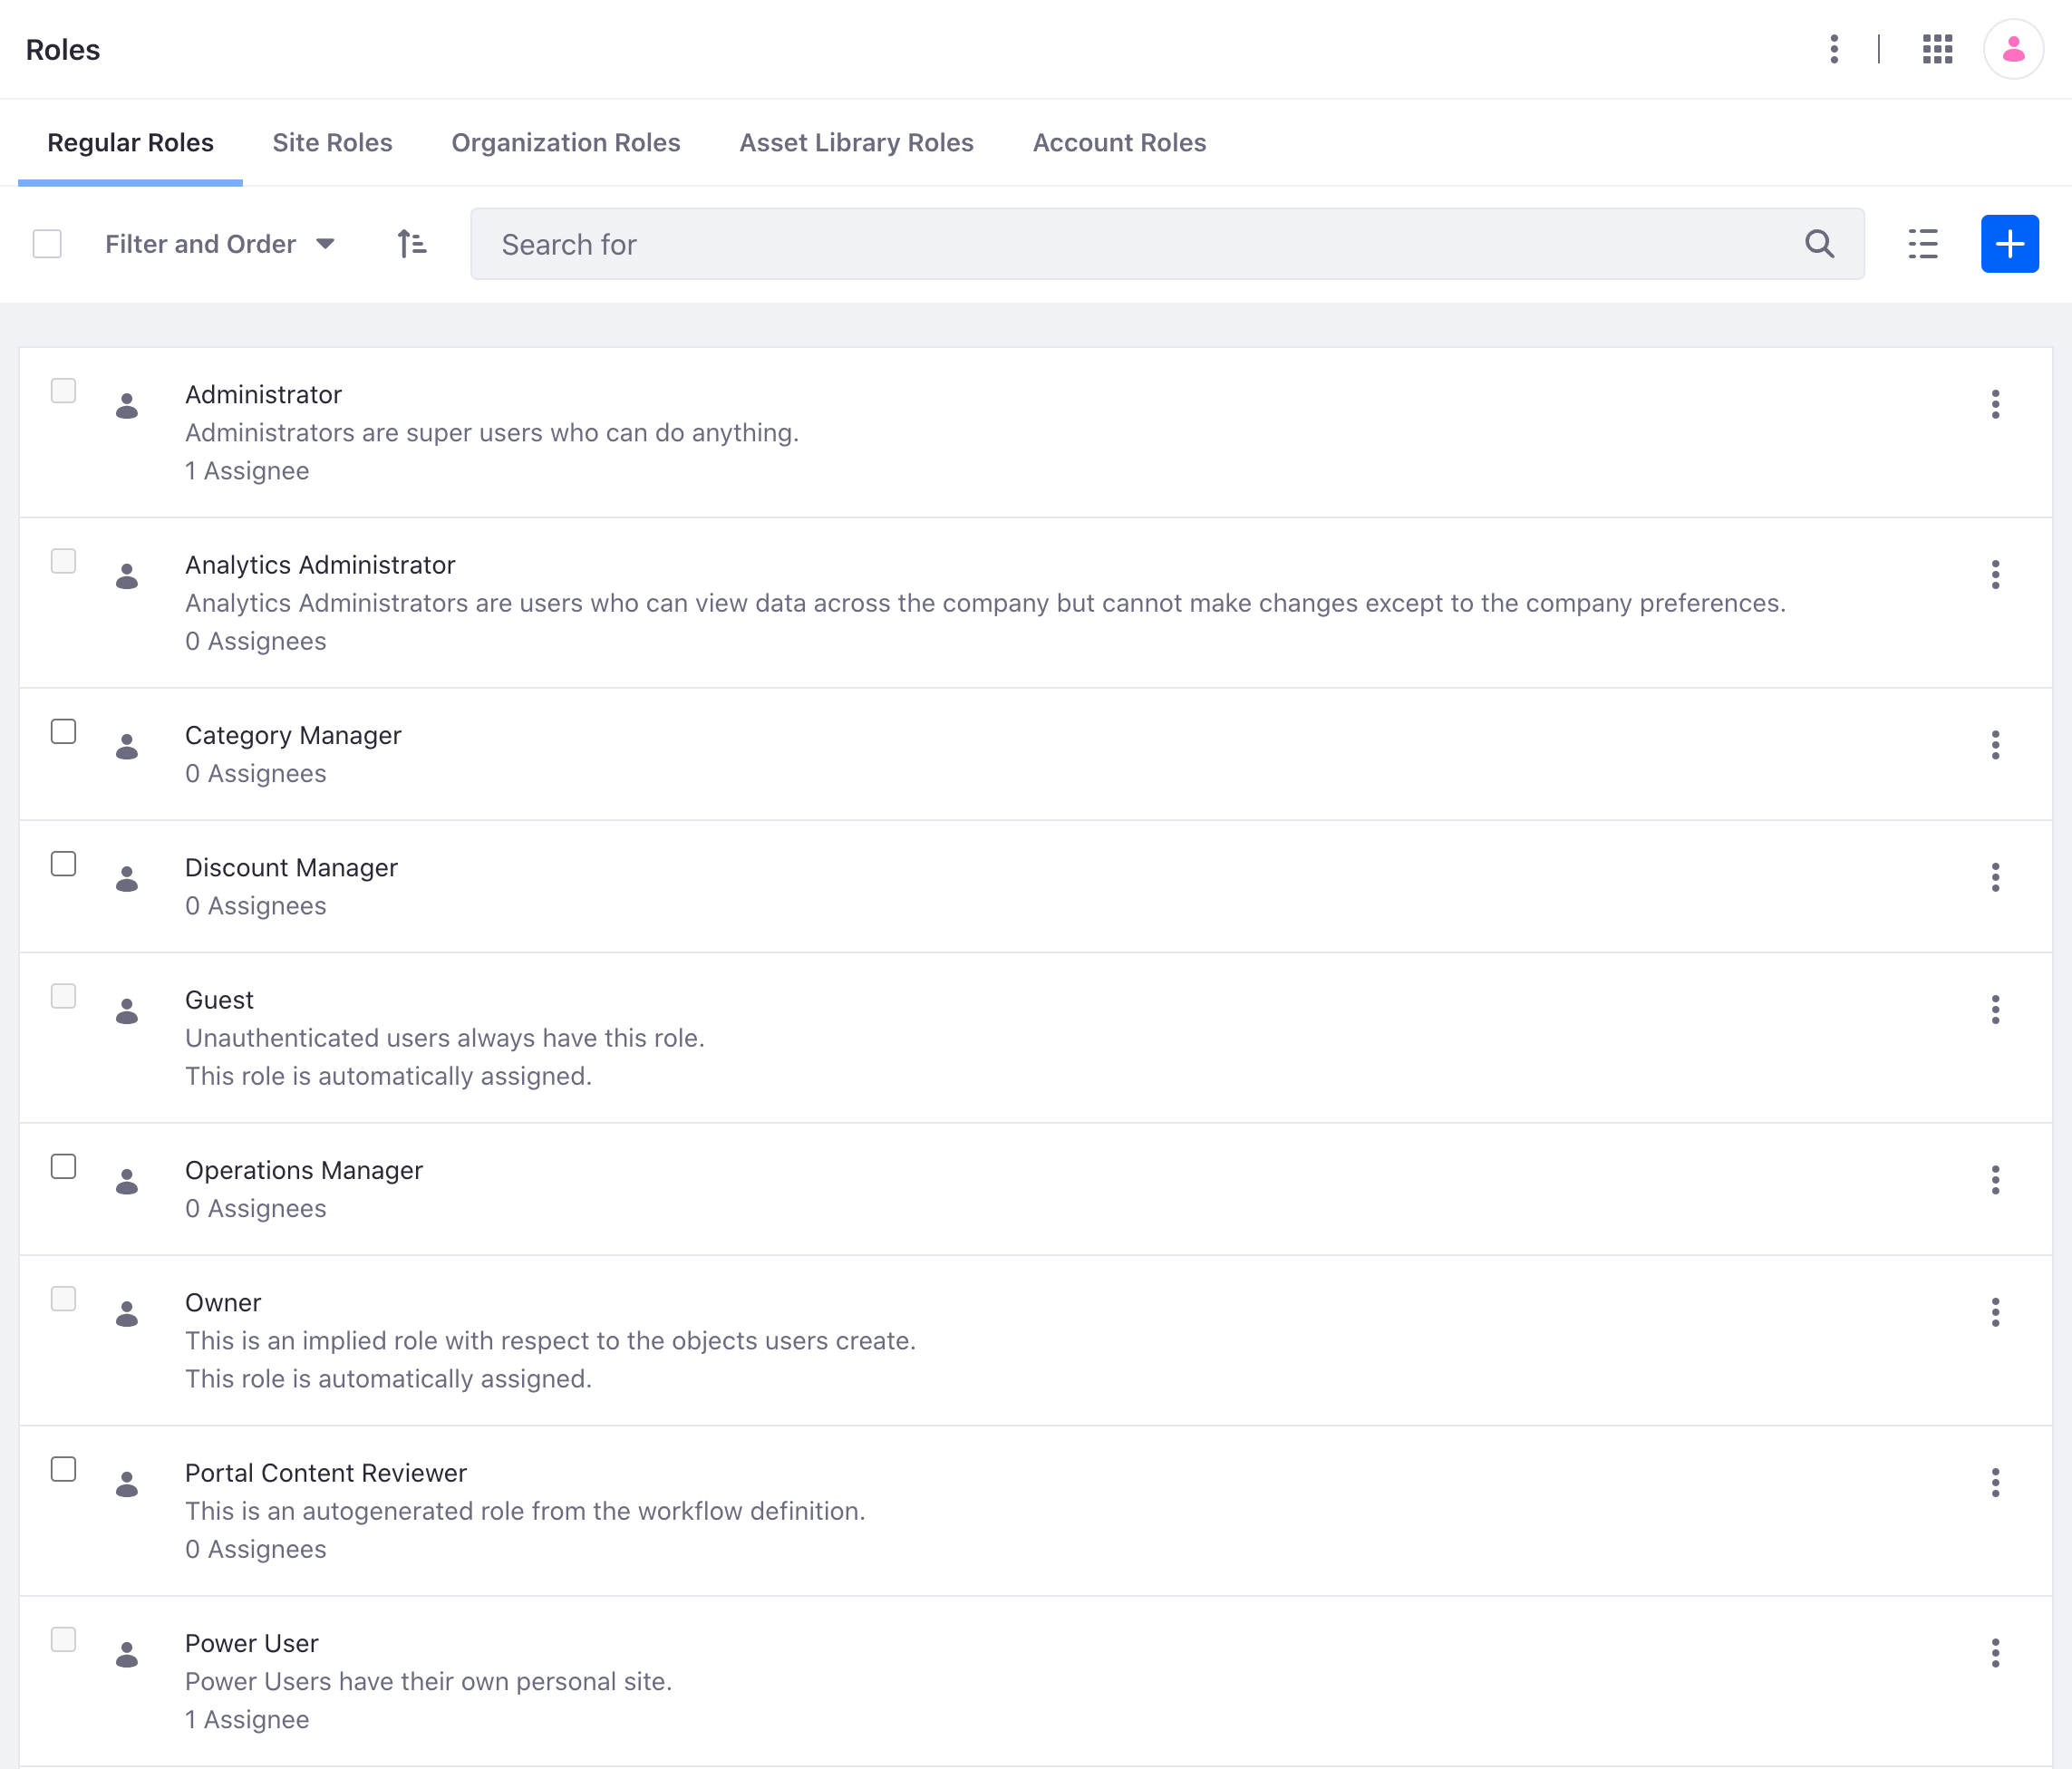 Roles
Regular Roles
Site Roles
Organization Roles
Asset Library Roles
Account Roles
Filter and Order
Search for
Administrator
Administrators are super users who can do anything.
1 Assignee
Analytics Administrator
Analytics Administrators are users who can view data across the company but cannot make changes except to the company preferences.
0 Assignees
Category Manager
0 Assignees
Discount Manager
0 Assignees
Guest
Unauthenticated users always have this role.
This role is automatically assigned.
Operations Manager
0 Assignees
Owner
This is an implied role with respect to the objects users create.
This role is automatically assigned.
Portal Content Reviewer
This is an autogenerated role from the workflow definition.
0 Assignees
Power User
Power Users have their own personal site.
1 Assignee